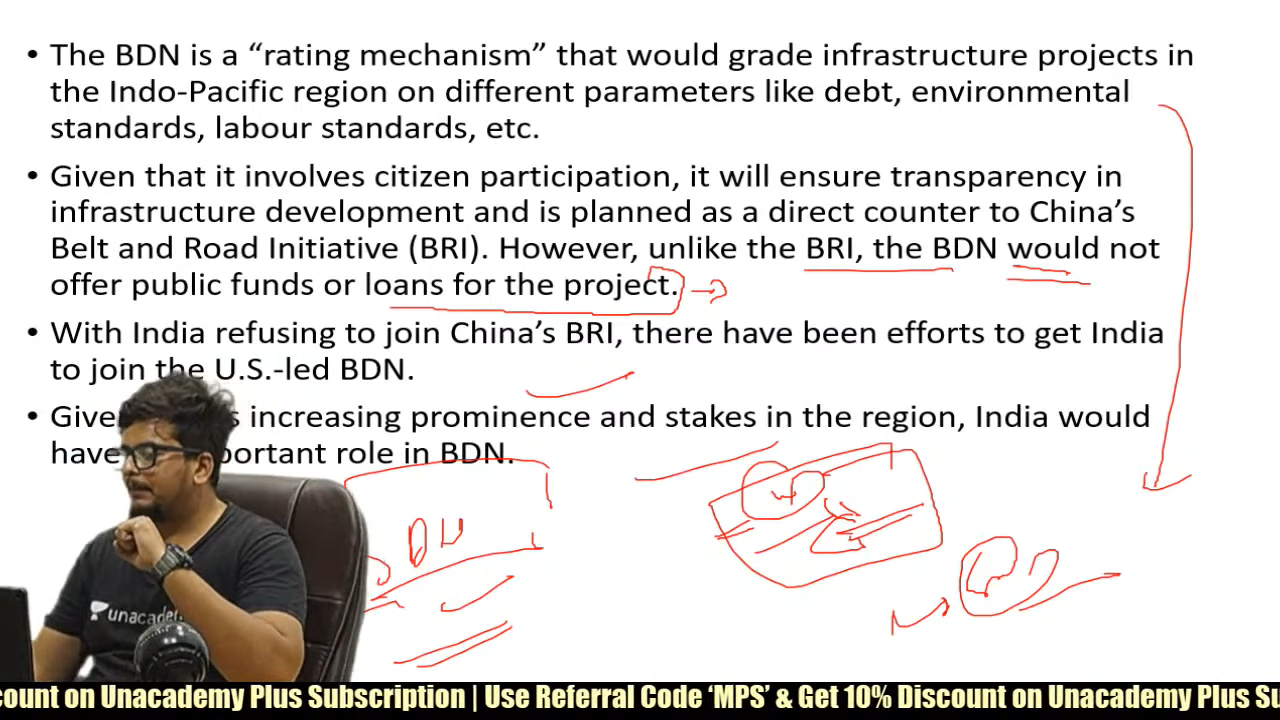 • The BDN is a “rating mechanism” that would grade infrastructure projects in
the Indo-Pacific region on different parameters like debt, environmental
standards, labour standards, etc.
• Given that it involves citizen participation, it will ensure transparency in
infrastructure development and is planned as a direct counter to China’s
Belt and Road Initiative (BRI). However, unlike the BRI, the BDN would not
offer public funds or loans for the project.
• With India refusing to join China’s BRI, there have been efforts to get India
to join the U.S.-led BDN.
• Give s increasing prominence and stakes in the region, India would
have portant role in BDN.
unacadem
count on Unacademy Plus Subscription | Use Referral Code ‘MPS’ & Get 10% Discount on Unacademy Plus Su